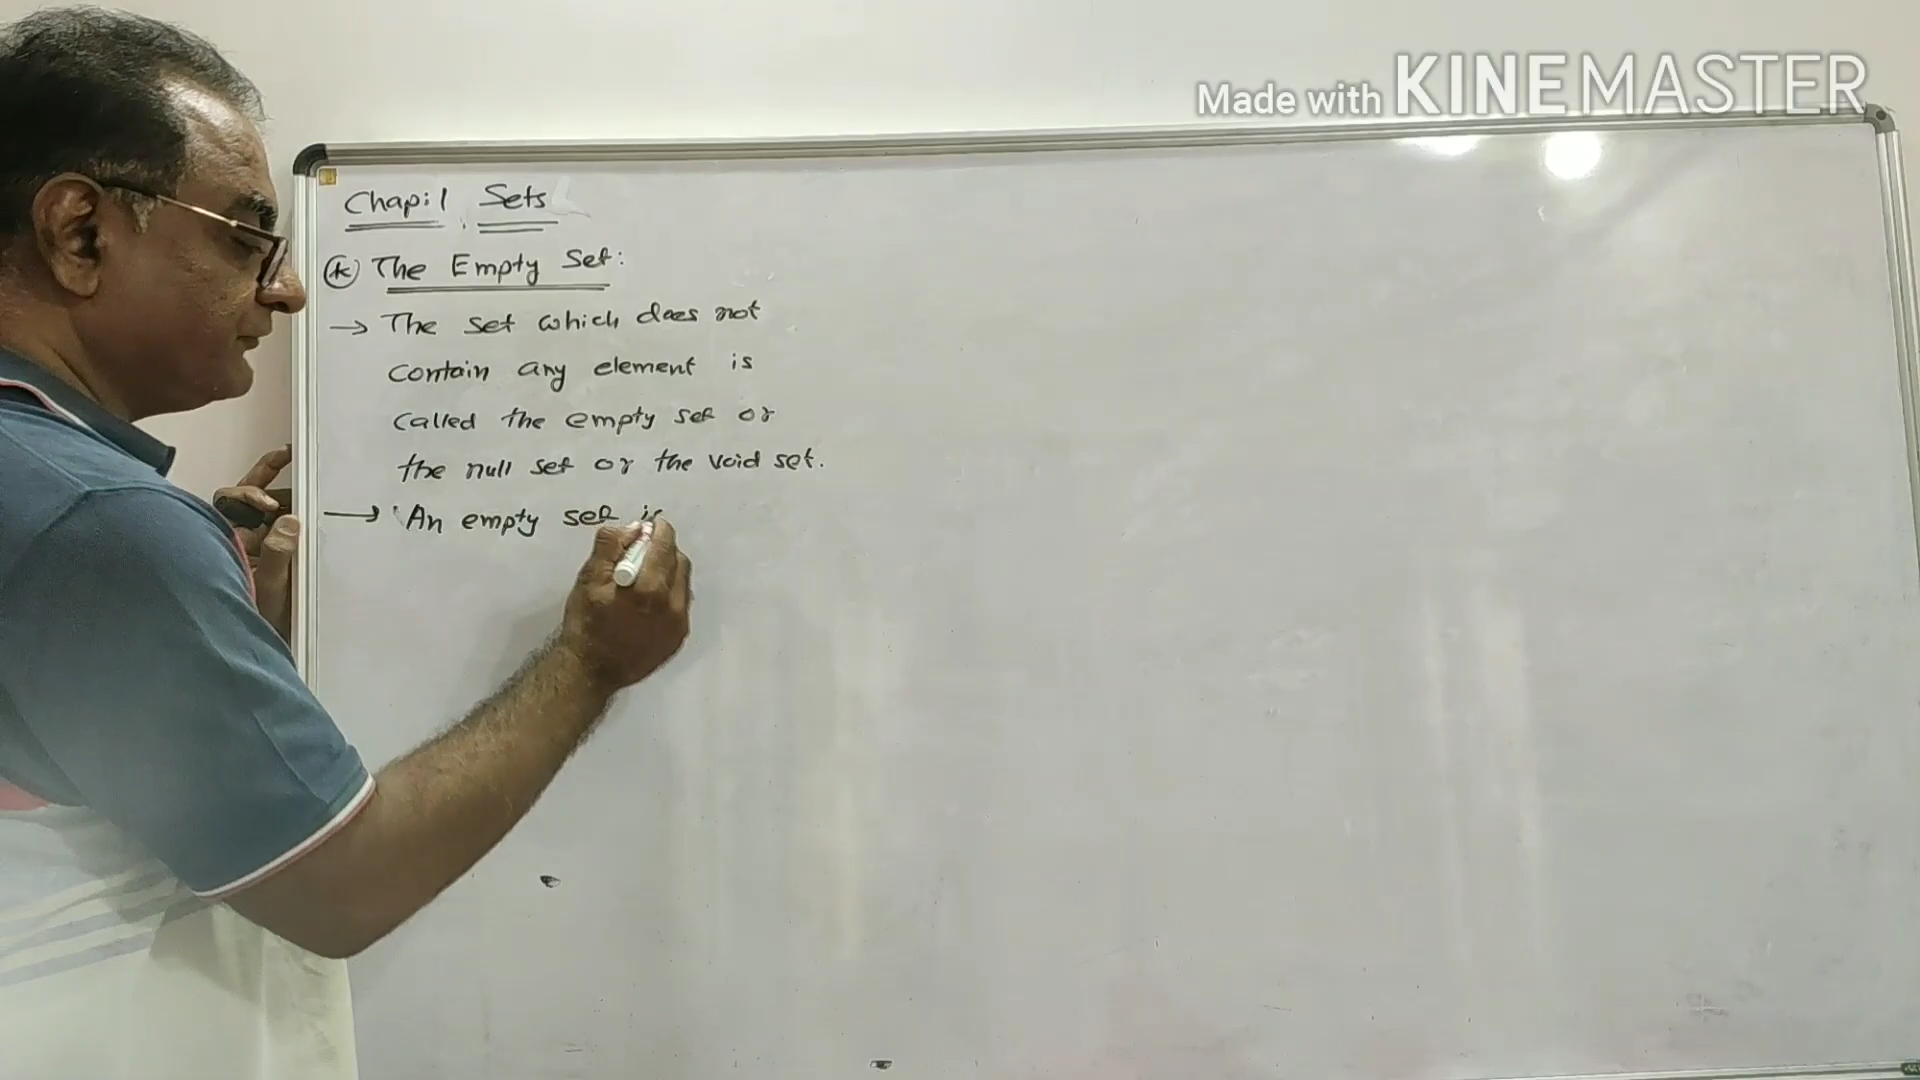 Made with KINEMASTER
Chap:1 Sets
* The Empty Set:
→ The set which does not
contain any element is
called the empty set or
the null set or the void set.
→ An empty set is